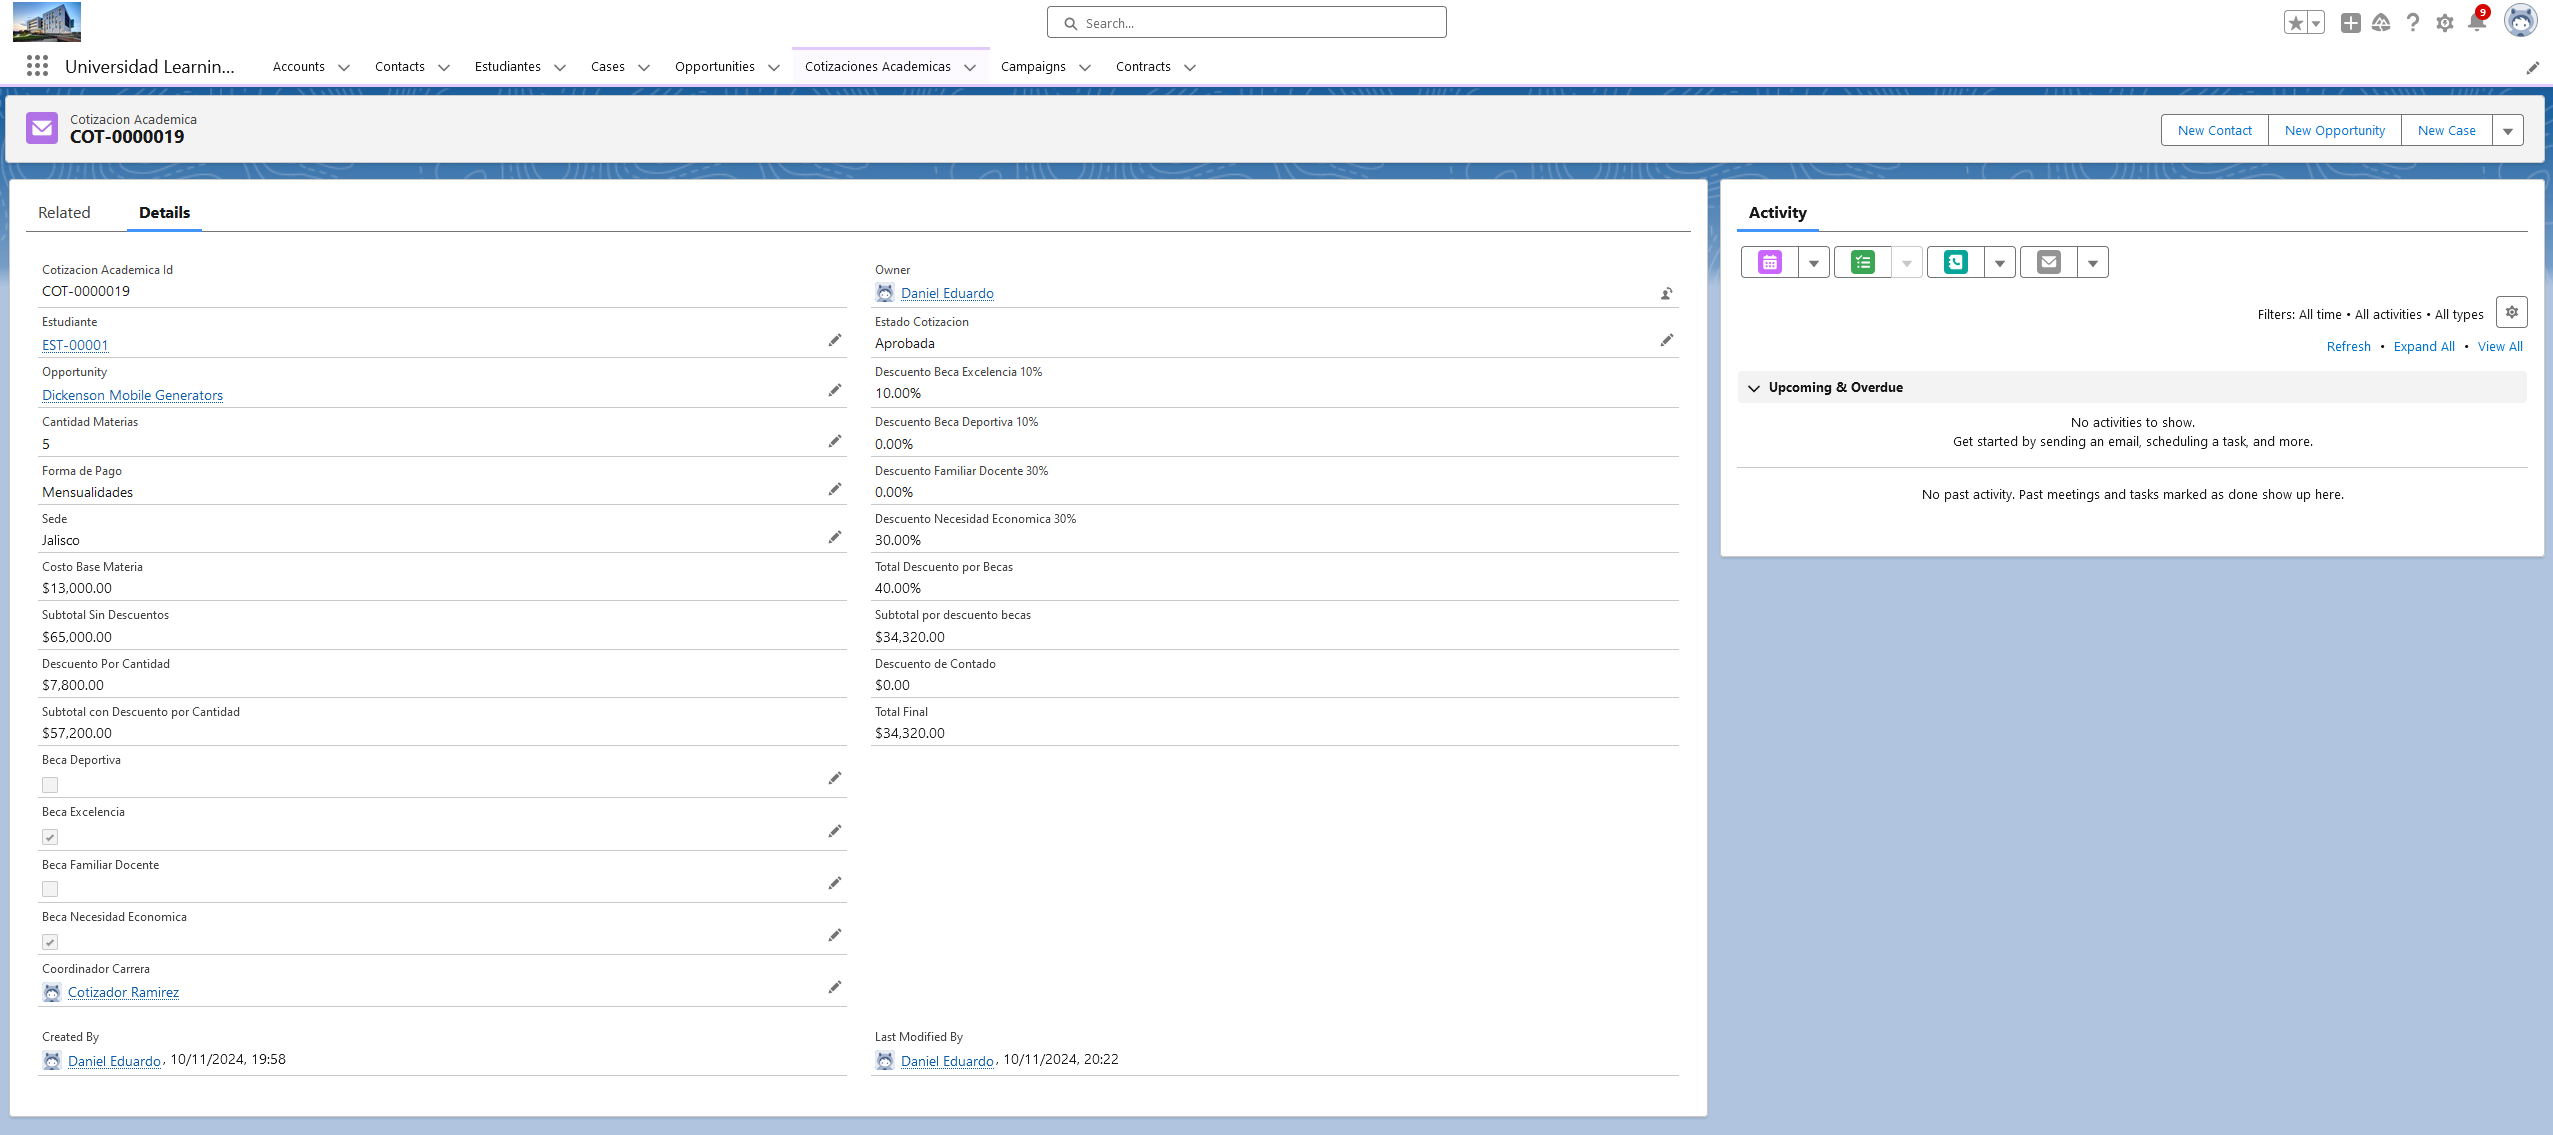 Search...
9
Universidad Learnin...
Accounts
Contacts
Estudiantes
Cases
Opportunities
Cotizaciones Academicas
Campaigns
Contracts
Cotizacion Academica
COT-0000019
New Contact
New Opportunity
New Case
Related
Details
Cotizacion Academica Id
COT-0000019
Estudiante
EST-00001
Opportunity
Dickenson Mobile Generators
Cantidad Materias
5
Forma de Pago
Mensualidades
Sede
Jalisco
Costo Base Materia
$13,000.00
Subtotal Sin Descuentos
$65,000.00
Descuento Por Cantidad
$7,800.00
Subtotal con Descuento por Cantidad
$57,200.00
Beca Deportiva
Beca Excelencia
Beca Familiar Docente
Beca Necesidad Economica
Coordinador Carrera
Cotizador Ramirez
Created By
Daniel Eduardo, 10/11/2024, 19:58
Owner
Daniel Eduardo
Estado Cotizacion
Aprobada
Descuento Beca Excelencia 10%
10.00%
Descuento Beca Deportiva 10%
0.00%
Descuento Familiar Docente 30%
0.00%
Descuento Necesidad Economica 30%
30.00%
Total Descuento por Becas
40.00%
Subtotal por descuento becas
$34,320.00
Descuento de Contado
$0.00
Total Final
$34,320.00
Last Modified By
Daniel Eduardo, 10/11/2024, 20:22
Activity
Filters: All time • All activities • All types
Refresh • Expand All • View All
Upcoming & Overdue
No activities to show.
Get started by sending an email, scheduling a task, and more.
No past activity. Past meetings and tasks marked as done show up here.